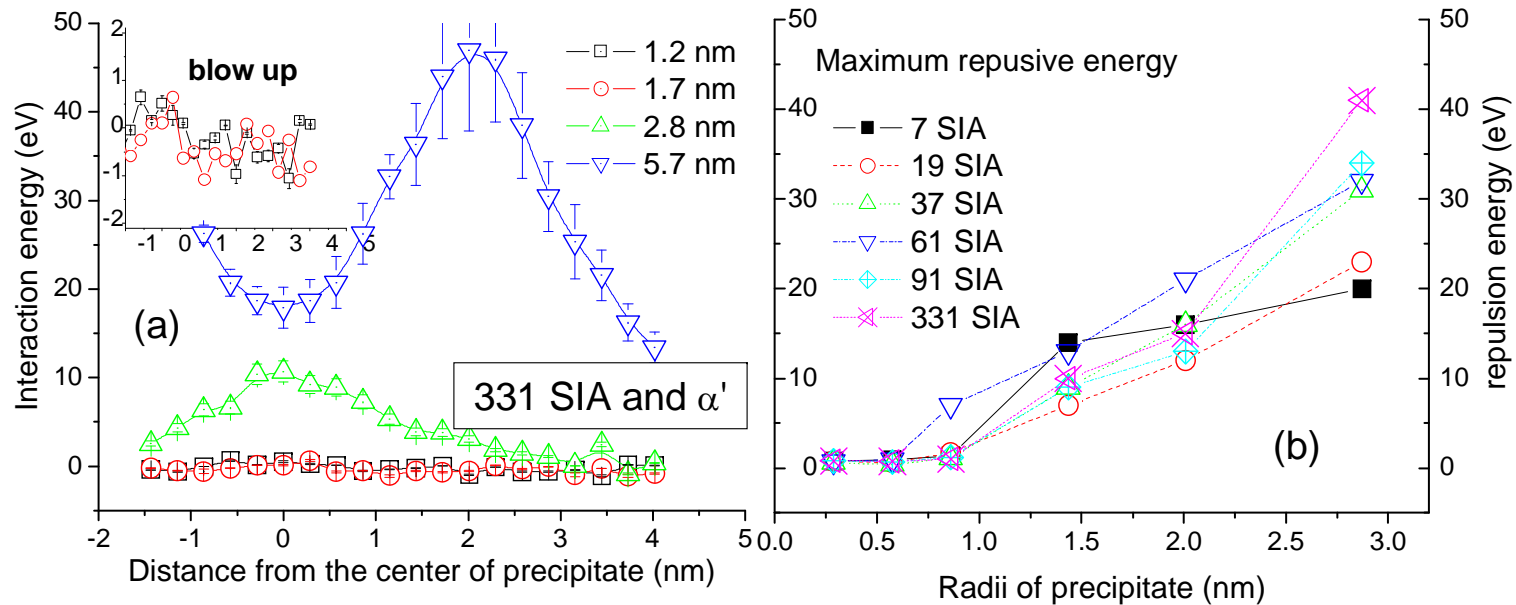 50
40
30
20
10
0
Interaction energy (eV)
-2
-1
0
1
2
3
4
5
Distance from the center of precipitate (nm)
2
1
0
-1
-2
-1
0
1
2
3
4
5
blow up
1.2 nm
1.7 nm
2.8 nm
5.7 nm
(a)
331 SIA and α'
50
40
30
20
10
0
Maximum repusive energy
7 SIA
19 SIA
37 SIA
61 SIA
91 SIA
331 SIA
(b)
0.0
0.5
1.0
1.5
2.0
2.5
3.0
Radii of precipitate (nm)
50
40
30
20
10
0
repulsion energy (eV)